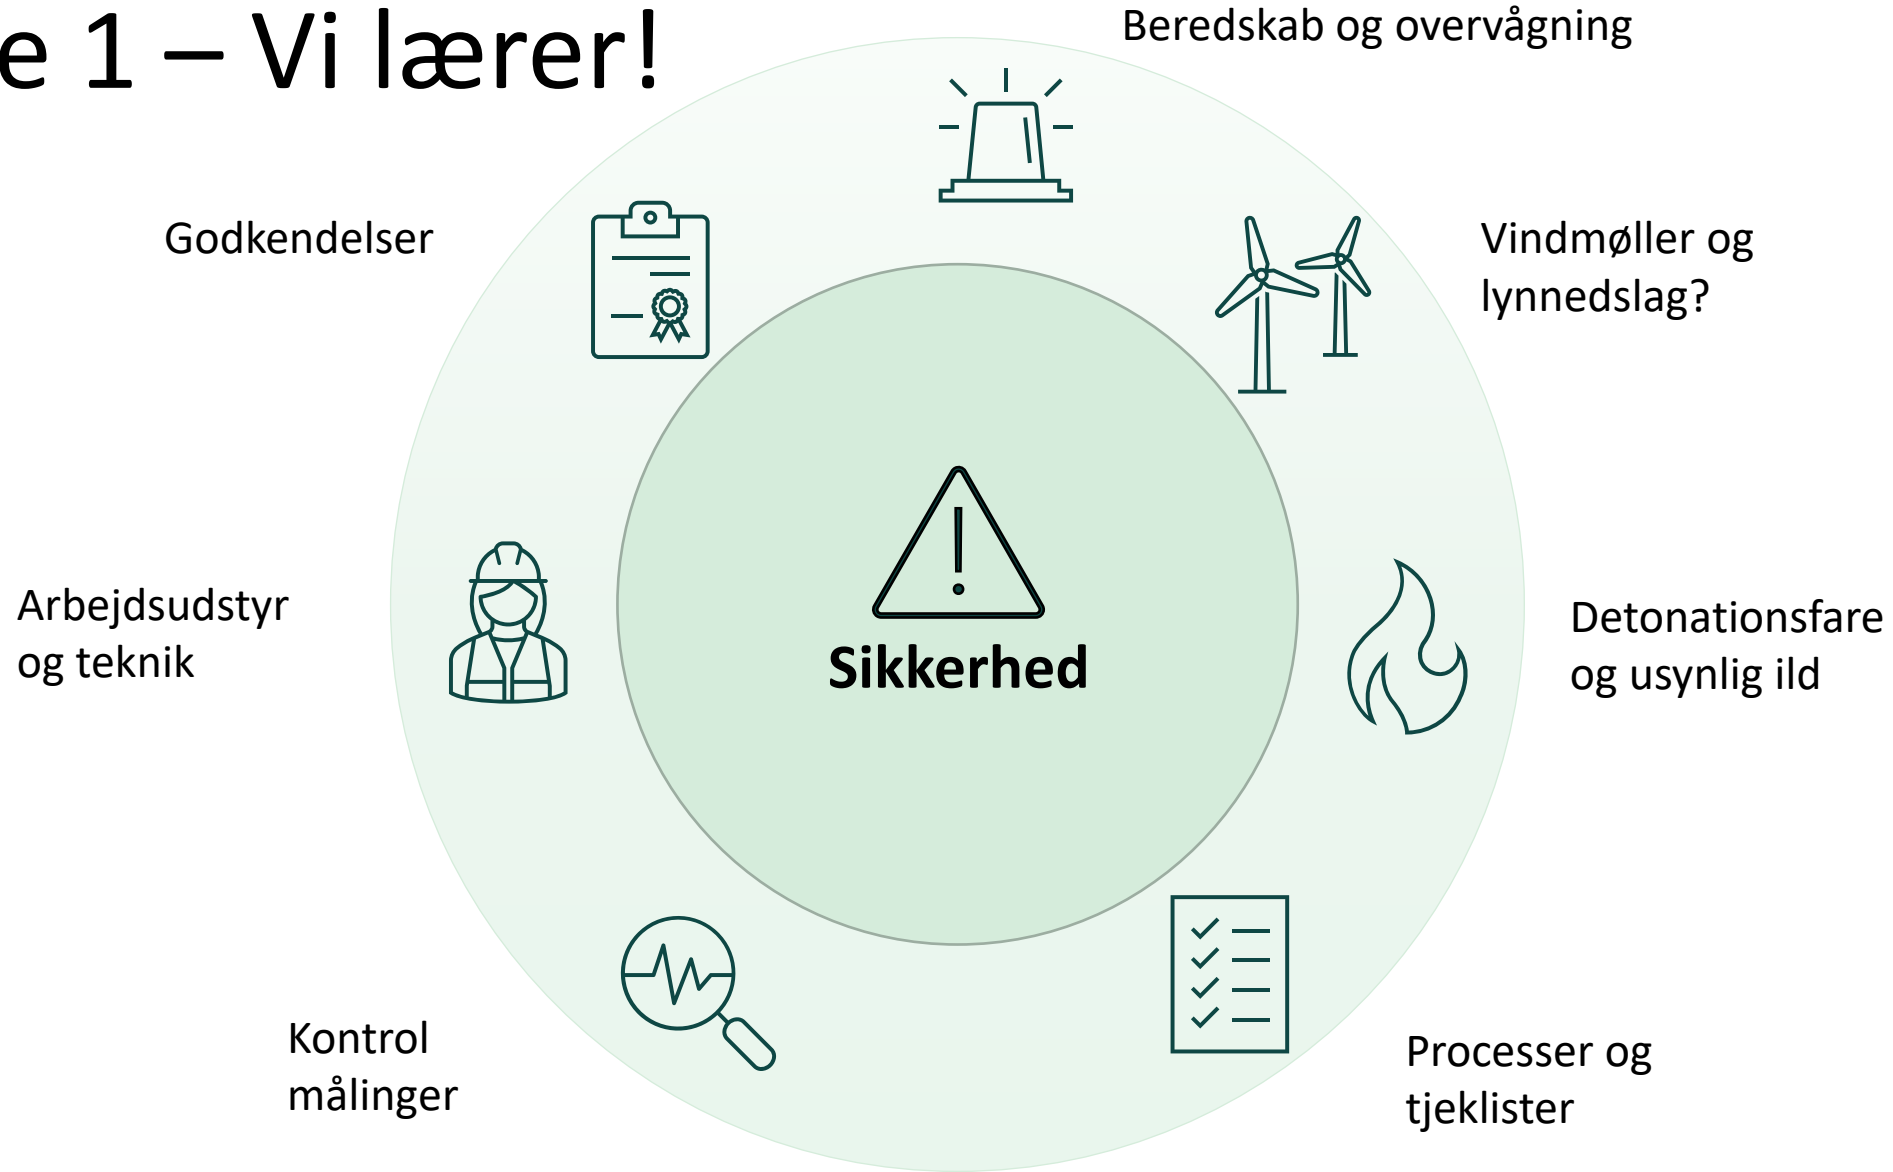 e 1 – Vi lærer!
Beredskab og overvågning
Godkendelser
Vindmøller og
lynnedslag?
Arbejdsudstyr
og teknik
Sikkerhed
Detonationsfare
og usynlig ild
Kontrol
målinger
Processer og
tjeklister